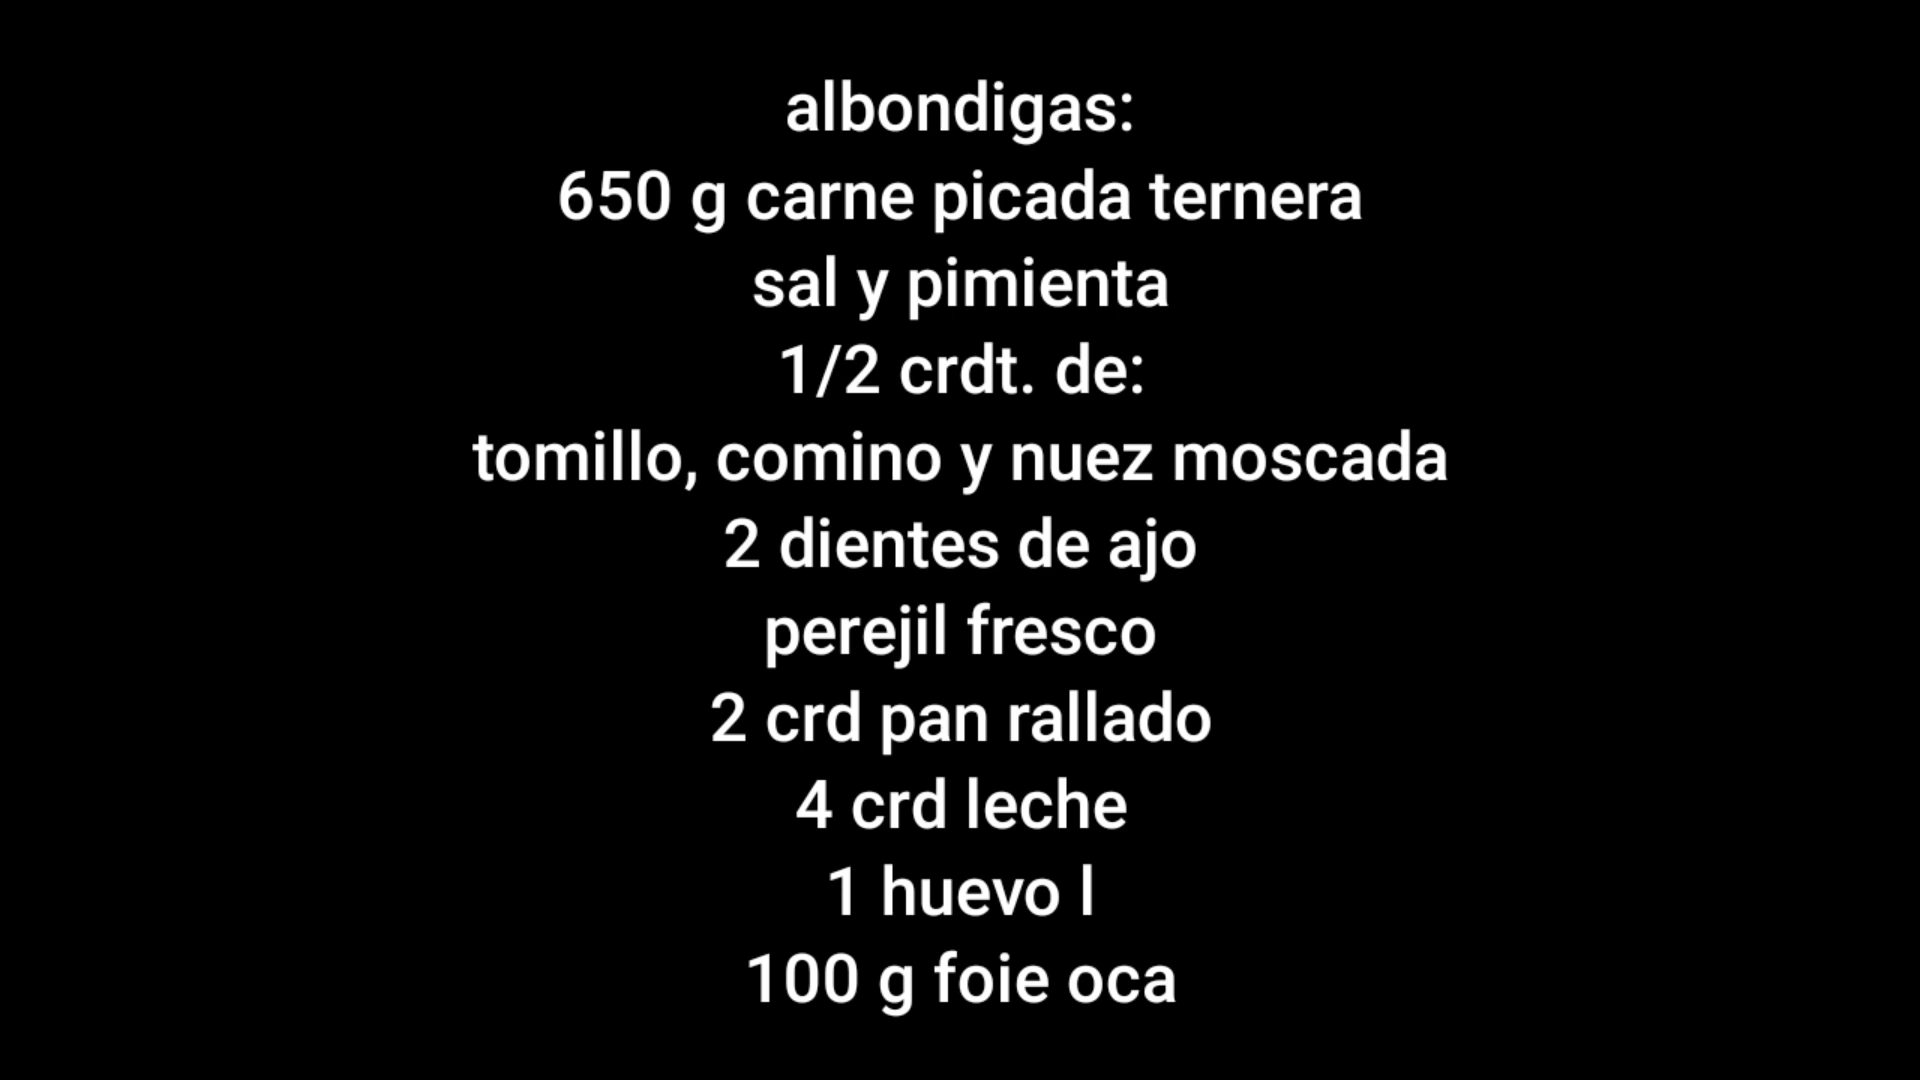 albondigas:
650 g carne picada ternera
sal y pimienta
1/2 crdt. de:
tomillo, comino y nuez moscada
2 dientes de ajo
perejil fresco
2 crd pan rallado
4 crd leche
1 huevo l
100 g foie oca